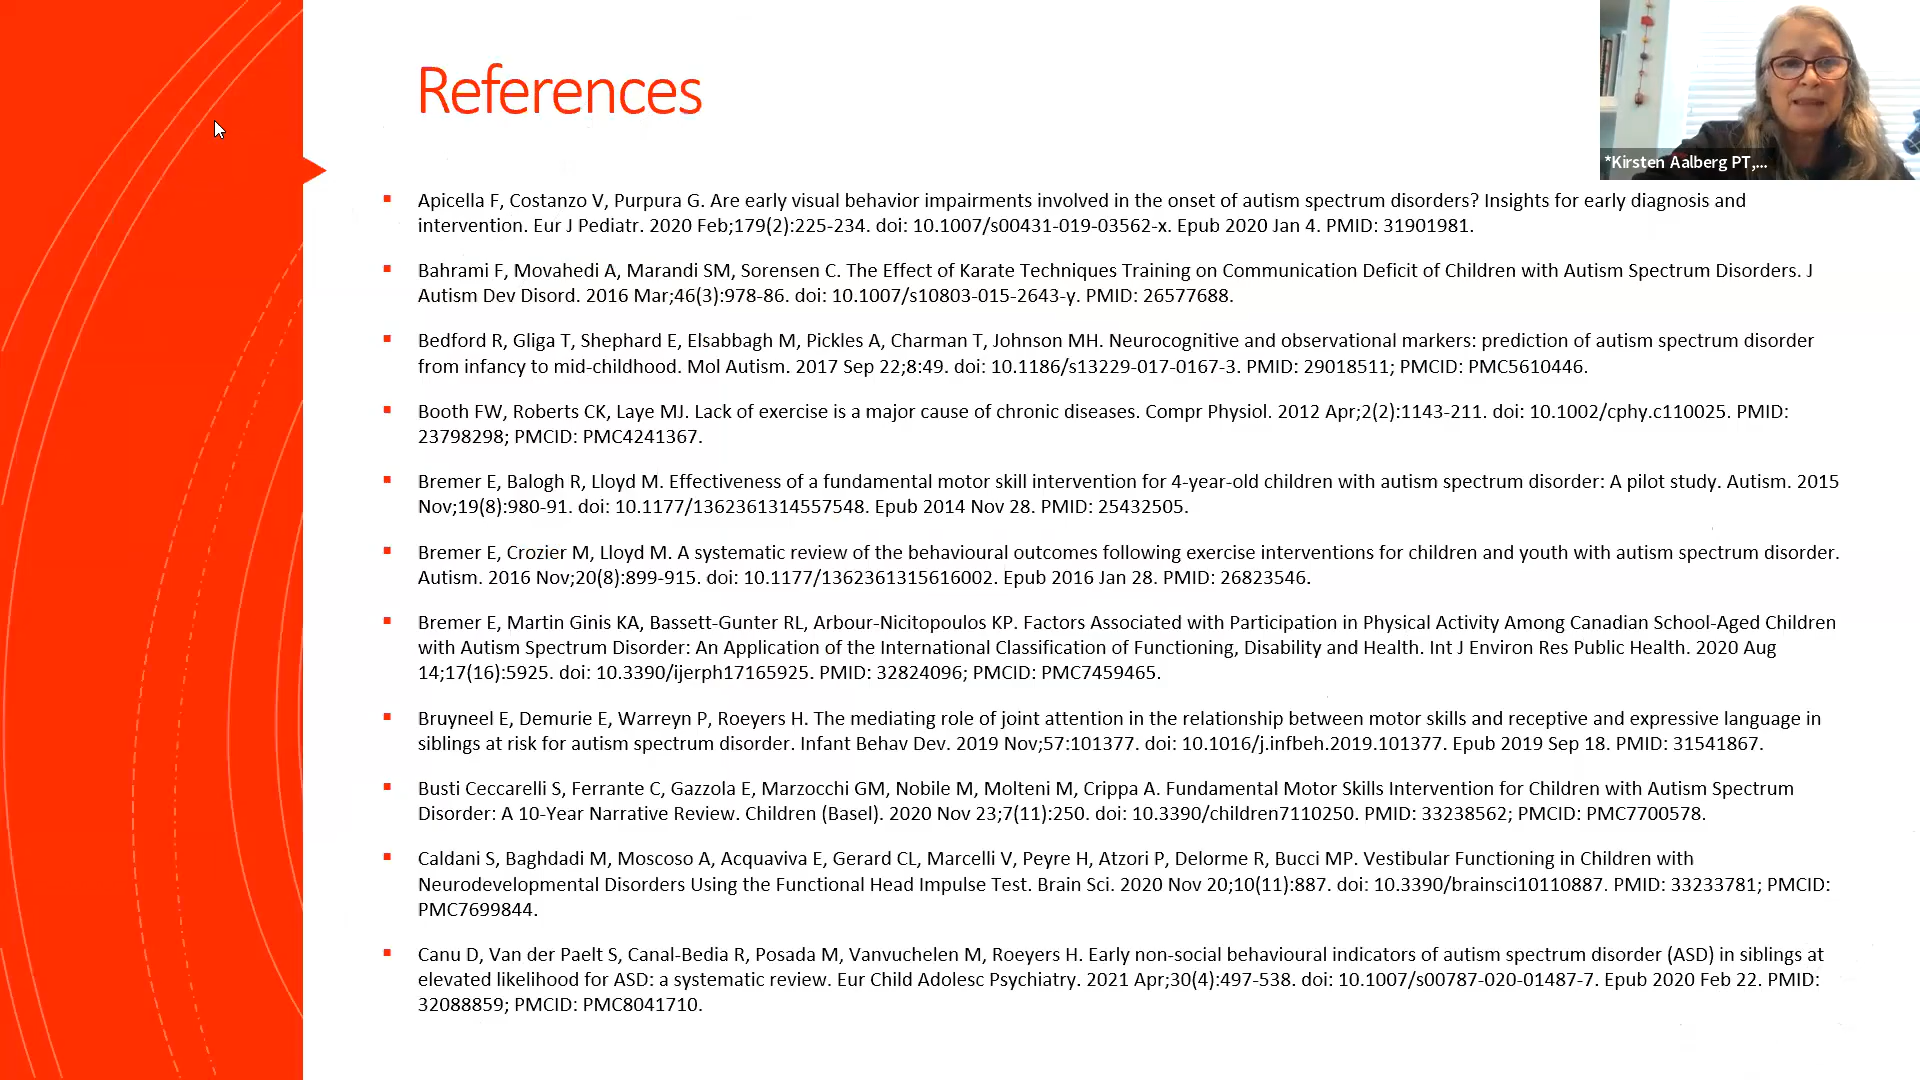 References
*Kirsten Aalberg PT,...
Apicella F, Costanzo V, Purpura G. Are early visual behavior impairments involved in the onset of autism spectrum disorders? Insights for early diagnosis and
intervention. Eur J Pediatr. 2020 Feb;179(2):225-234. doi: 10.1007/s00431-019-03562-x. Epub 2020 Jan 4. PMID: 31901981.
Bahrami F, Movahedi A, Marandi SM, Sorensen C. The Effect of Karate Techniques Training on Communication Deficit of Children with Autism Spectrum Disorders. J
Autism Dev Disord. 2016 Mar;46(3):978-86. doi: 10.1007/s10803-015-2643-y. PMID: 26577688.
Bedford R, Gliga T, Shephard E, Elsabbagh M, Pickles A, Charman T, Johnson MH. Neurocognitive and observational markers: prediction of autism spectrum disorder
from infancy to mid-childhood. Mol Autism. 2017 Sep 22;8:49. doi: 10.1186/s13229-017-0167-3. PMID: 29018511; PMCID: PMC5610446.
Booth FW, Roberts CK, Laye MJ. Lack of exercise is a major cause of chronic diseases. Compr Physiol. 2012 Apr;2(2):1143-211. doi: 10.1002/cphy.c110025. PMID:
23798298; PMCID: PMC4241367.
Bremer E, Balogh R, Lloyd M. Effectiveness of a fundamental motor skill intervention for 4-year-old children with autism spectrum disorder: A pilot study. Autism. 2015
Nov;19(8):980-91. doi: 10.1177/1362361314557548. Epub 2014 Nov 28. PMID: 25432505.
Bremer E, Crozier M, Lloyd M. A systematic review of the behavioural outcomes following exercise interventions for children and youth with autism spectrum disorder.
Autism. 2016 Nov;20(8):899-915. doi: 10.1177/1362361315616002. Epub 2016 Jan 28. PMID: 26823546.
Bremer E, Martin Ginis KA, Bassett-Gunter RL, Arbour-Nicitopoulos KP. Factors Associated with Participation in Physical Activity Among Canadian School-Aged Children
with Autism Spectrum Disorder: An Application of the International Classification of Functioning, Disability and Health. Int J Environ Res Public Health. 2020 Aug
14;17(16):5925. doi: 10.3390/ijerph17165925. PMID: 32824096; PMCID: PMC7459465.
Bruyneel E, Demurie E, Warreyn P, Roeyers H. The mediating role of joint attention in the relationship between motor skills and receptive and expressive language in
siblings at risk for autism spectrum disorder. Infant Behav Dev. 2019 Nov;57:101377. doi: 10.1016/j.infbeh.2019.101377. Epub 2019 Sep 18. PMID: 31541867.
Busti Ceccarelli S, Ferrante C, Gazzola E, Marzocchi GM, Nobile M, Molteni M, Crippa A. Fundamental Motor Skills Intervention for Children with Autism Spectrum
Disorder: A 10-Year Narrative Review. Children (Basel). 2020 Nov 23;7(11):250. doi: 10.3390/children7110250. PMID: 33238562; PMCID: PMC7700578.
Caldani S, Baghdadi M, Moscoso A, Acquaviva E, Gerard CL, Marcelli V, Peyre H, Atzori P, Delorme R, Bucci MP. Vestibular Functioning in Children with
Neurodevelopmental Disorders Using the Functional Head Impulse Test. Brain Sci. 2020 Nov 20;10(11):887. doi: 10.3390/brainsci10110887. PMID: 33233781; PMCID:
PMC7699844.
Canu D, Van der Paelt S, Canal-Bedia R, Posada M, Vanvuchelen M, Roeyers H. Early non-social behavioural indicators of autism spectrum disorder (ASD) in siblings at
elevated likelihood for ASD: a systematic review. Eur Child Adolesc Psychiatry. 2021 Apr;30(4):497-538. doi: 10.1007/s00787-020-01487-7. Epub 2020 Feb 22. PMID:
32088859; PMCID: PMC8041710.